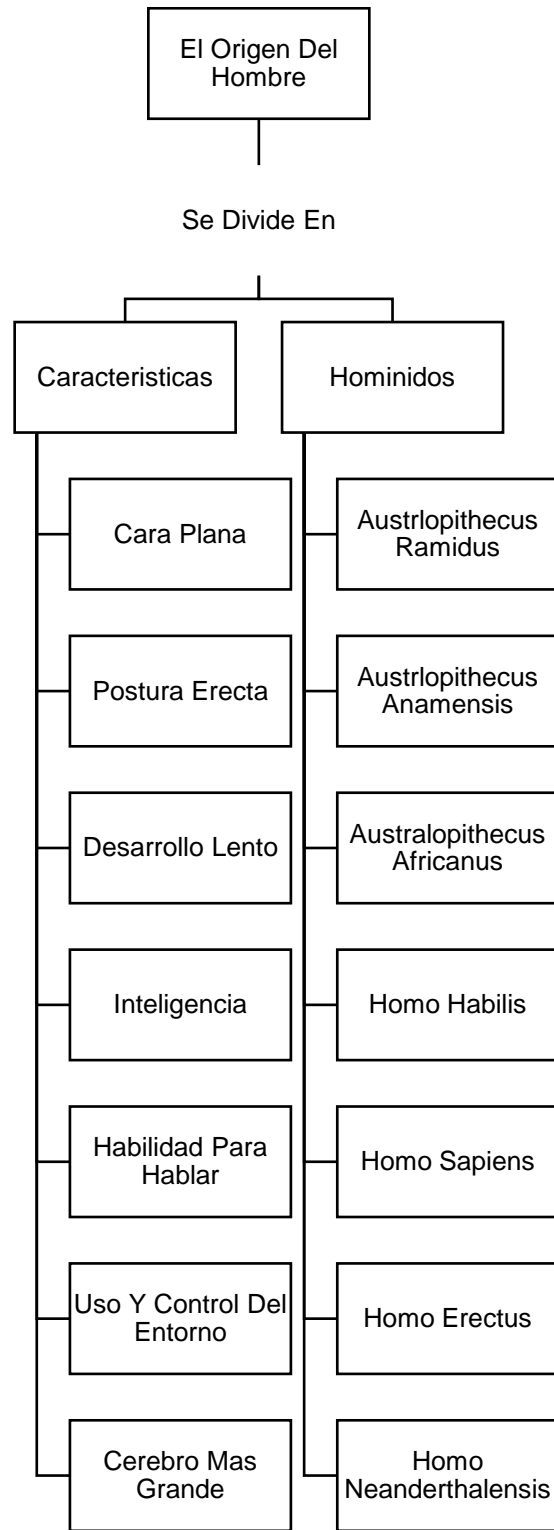 El Origen Del
Hombre
Se Divide En
Caracteristicas
Cara Plana
Postura Erecta
Desarrollo Lento
Inteligencia
Habilidad Para
Hablar
Uso Y Control Del
Entorno
Cerebro Mas
Grande
Hominidos
Austrlopithecus
Ramidus
Austrlopithecus
Anamensis
Australopithecus
Africanus
Homo Habilis
Homo Sapiens
Homo Erectus
Homo
Neanderthalensis